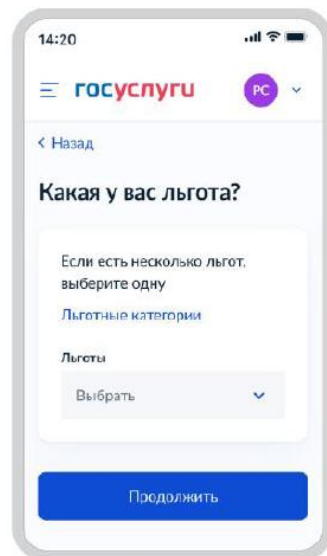 14:20
госуслуги
РС
< Назад
Какая у вас льгота?
Если есть несколько льгот,
выберите одну
Льготные категории
Льготы
Выбрать
Продолжить